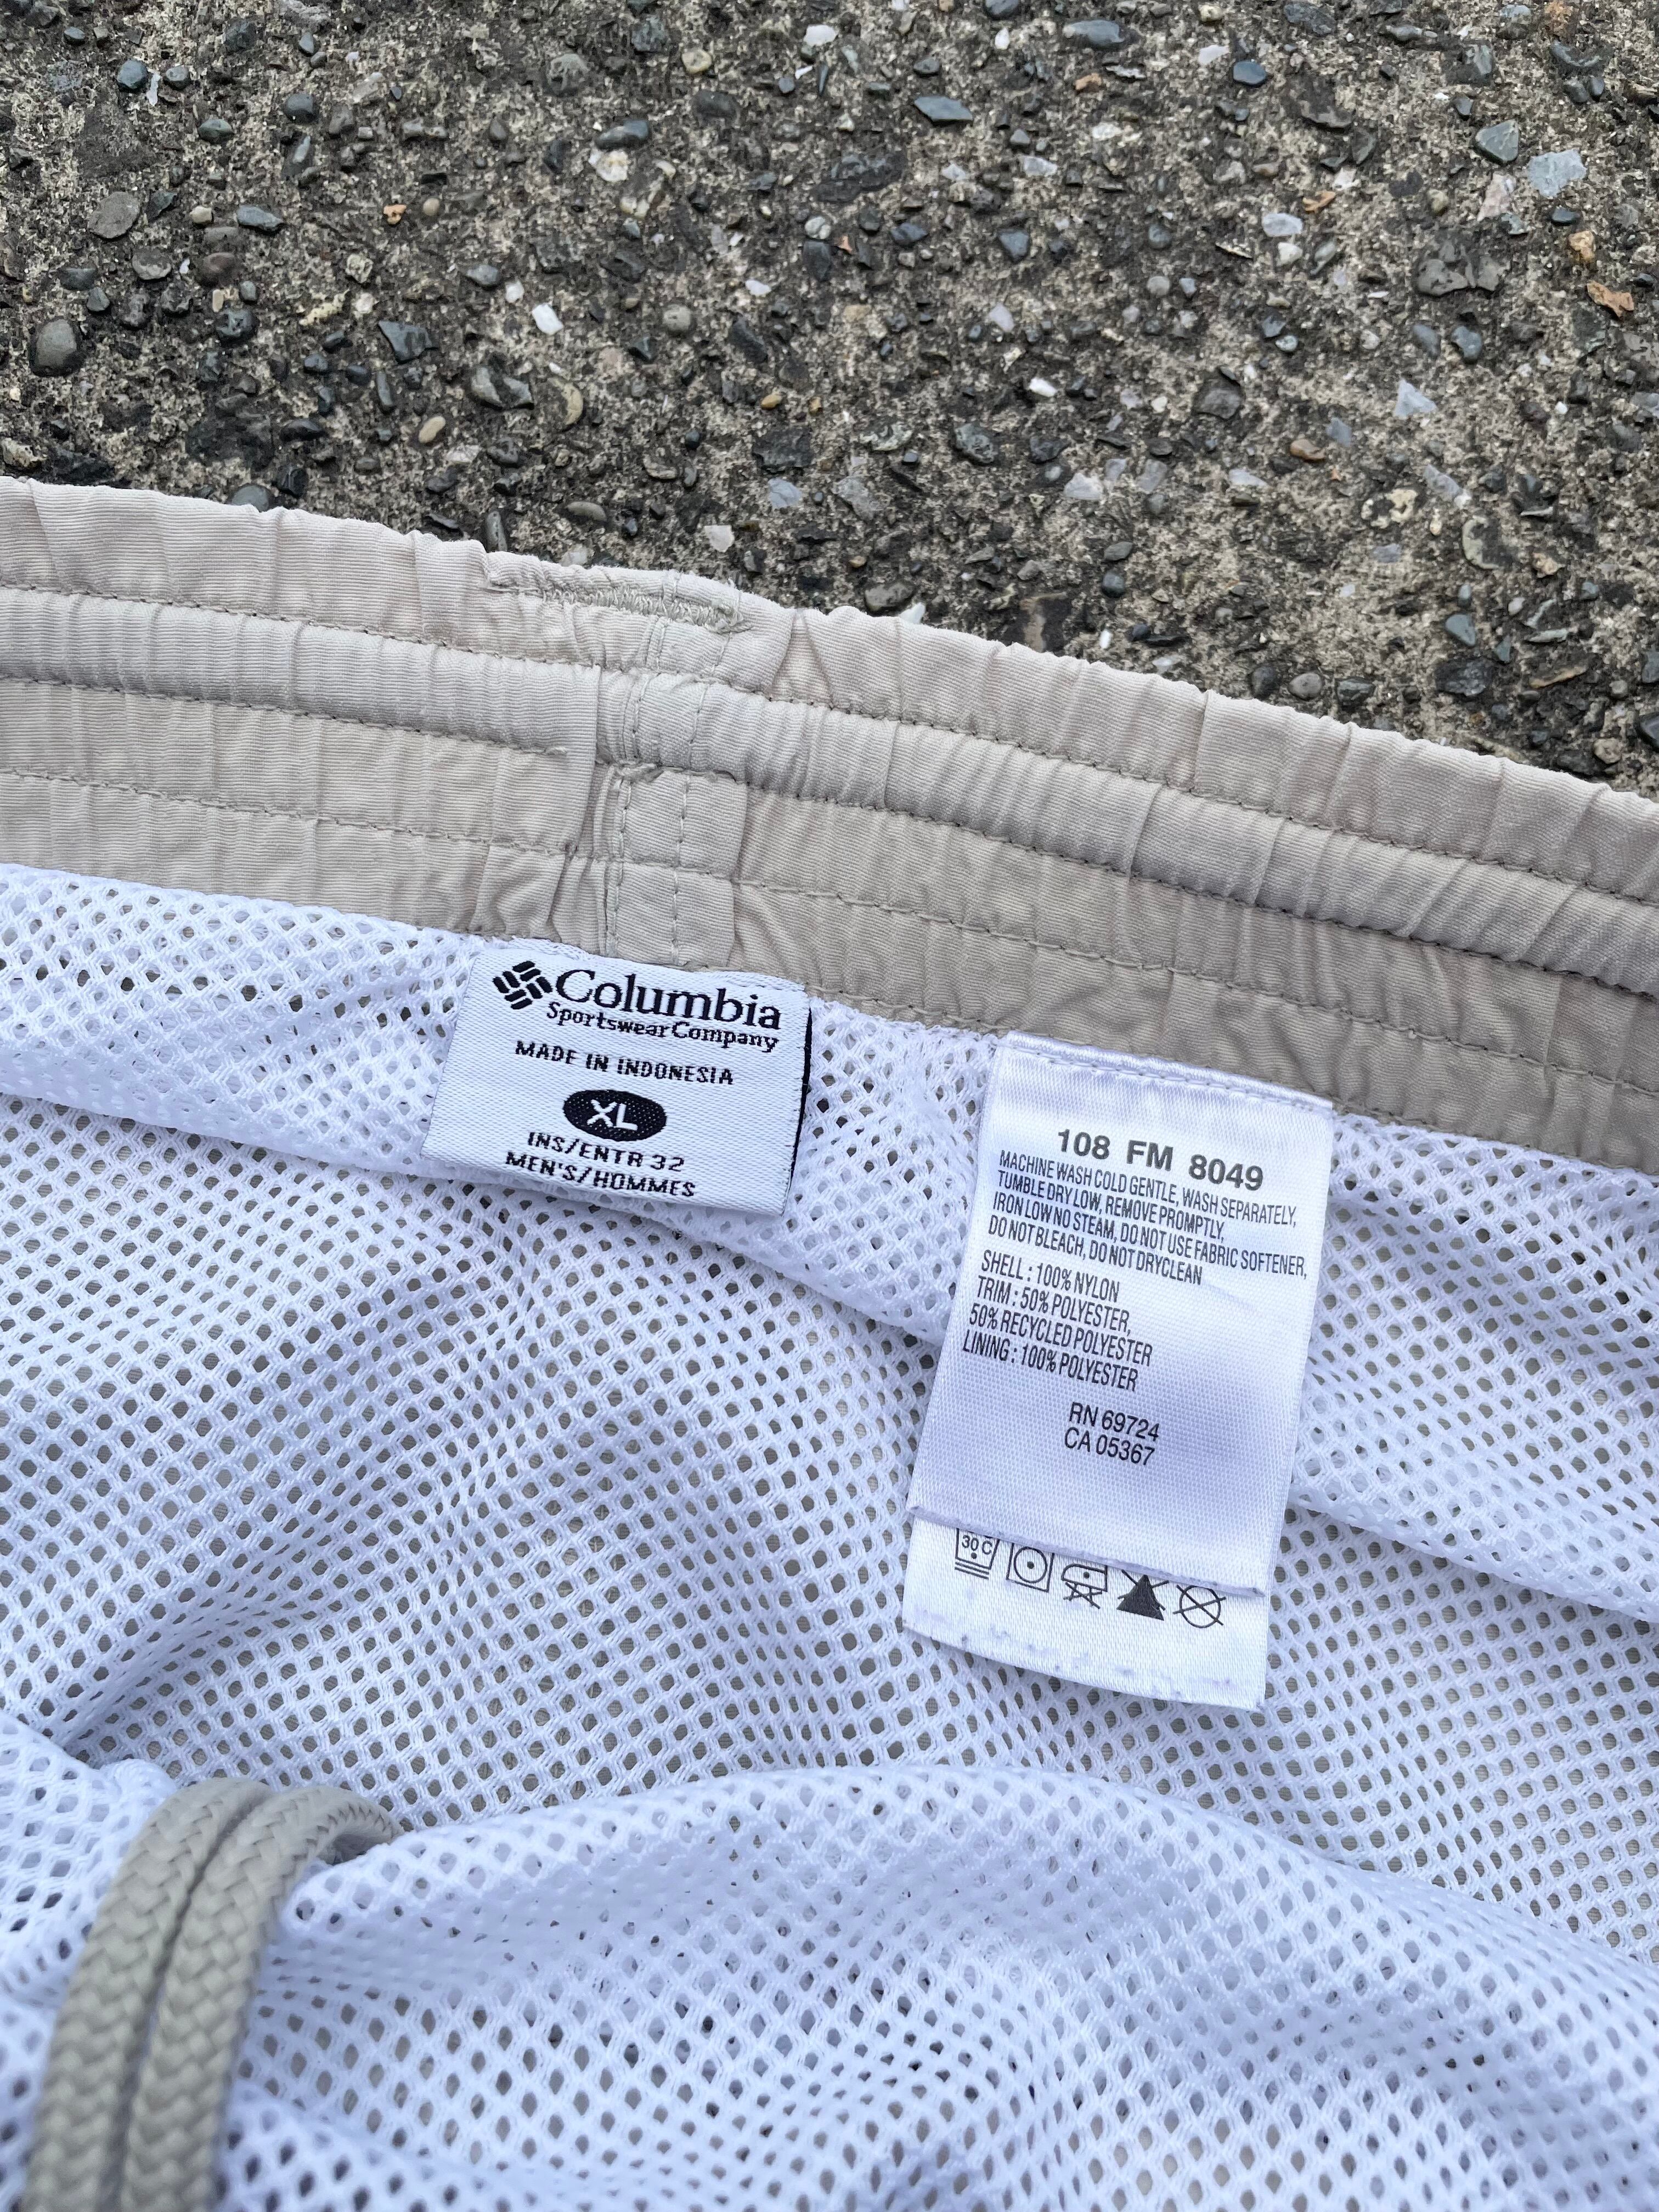 Columbia
Sportswear Company
MADE IN INDONESIA
XL
INS/ENTR 32
MEN'S/HOMMES
108 FM 8049
MACHINE WASH COLD GENTLE, WASH SEPARATELY,
TUMBLE DRY LOW, REMOVE PROMPTLY,
IRON LOW NO STEAM, DO NOT USE FABRIC SOFTENER,
DO NOT BLEACH, DO NOT DRYCLEAN
SHELL : 100% NYLON
TRIM : 50% POLYESTER,
50% RECYCLED POLYESTER
LINING : 100% POLYESTER
RN 69724
CA 05367
30 C